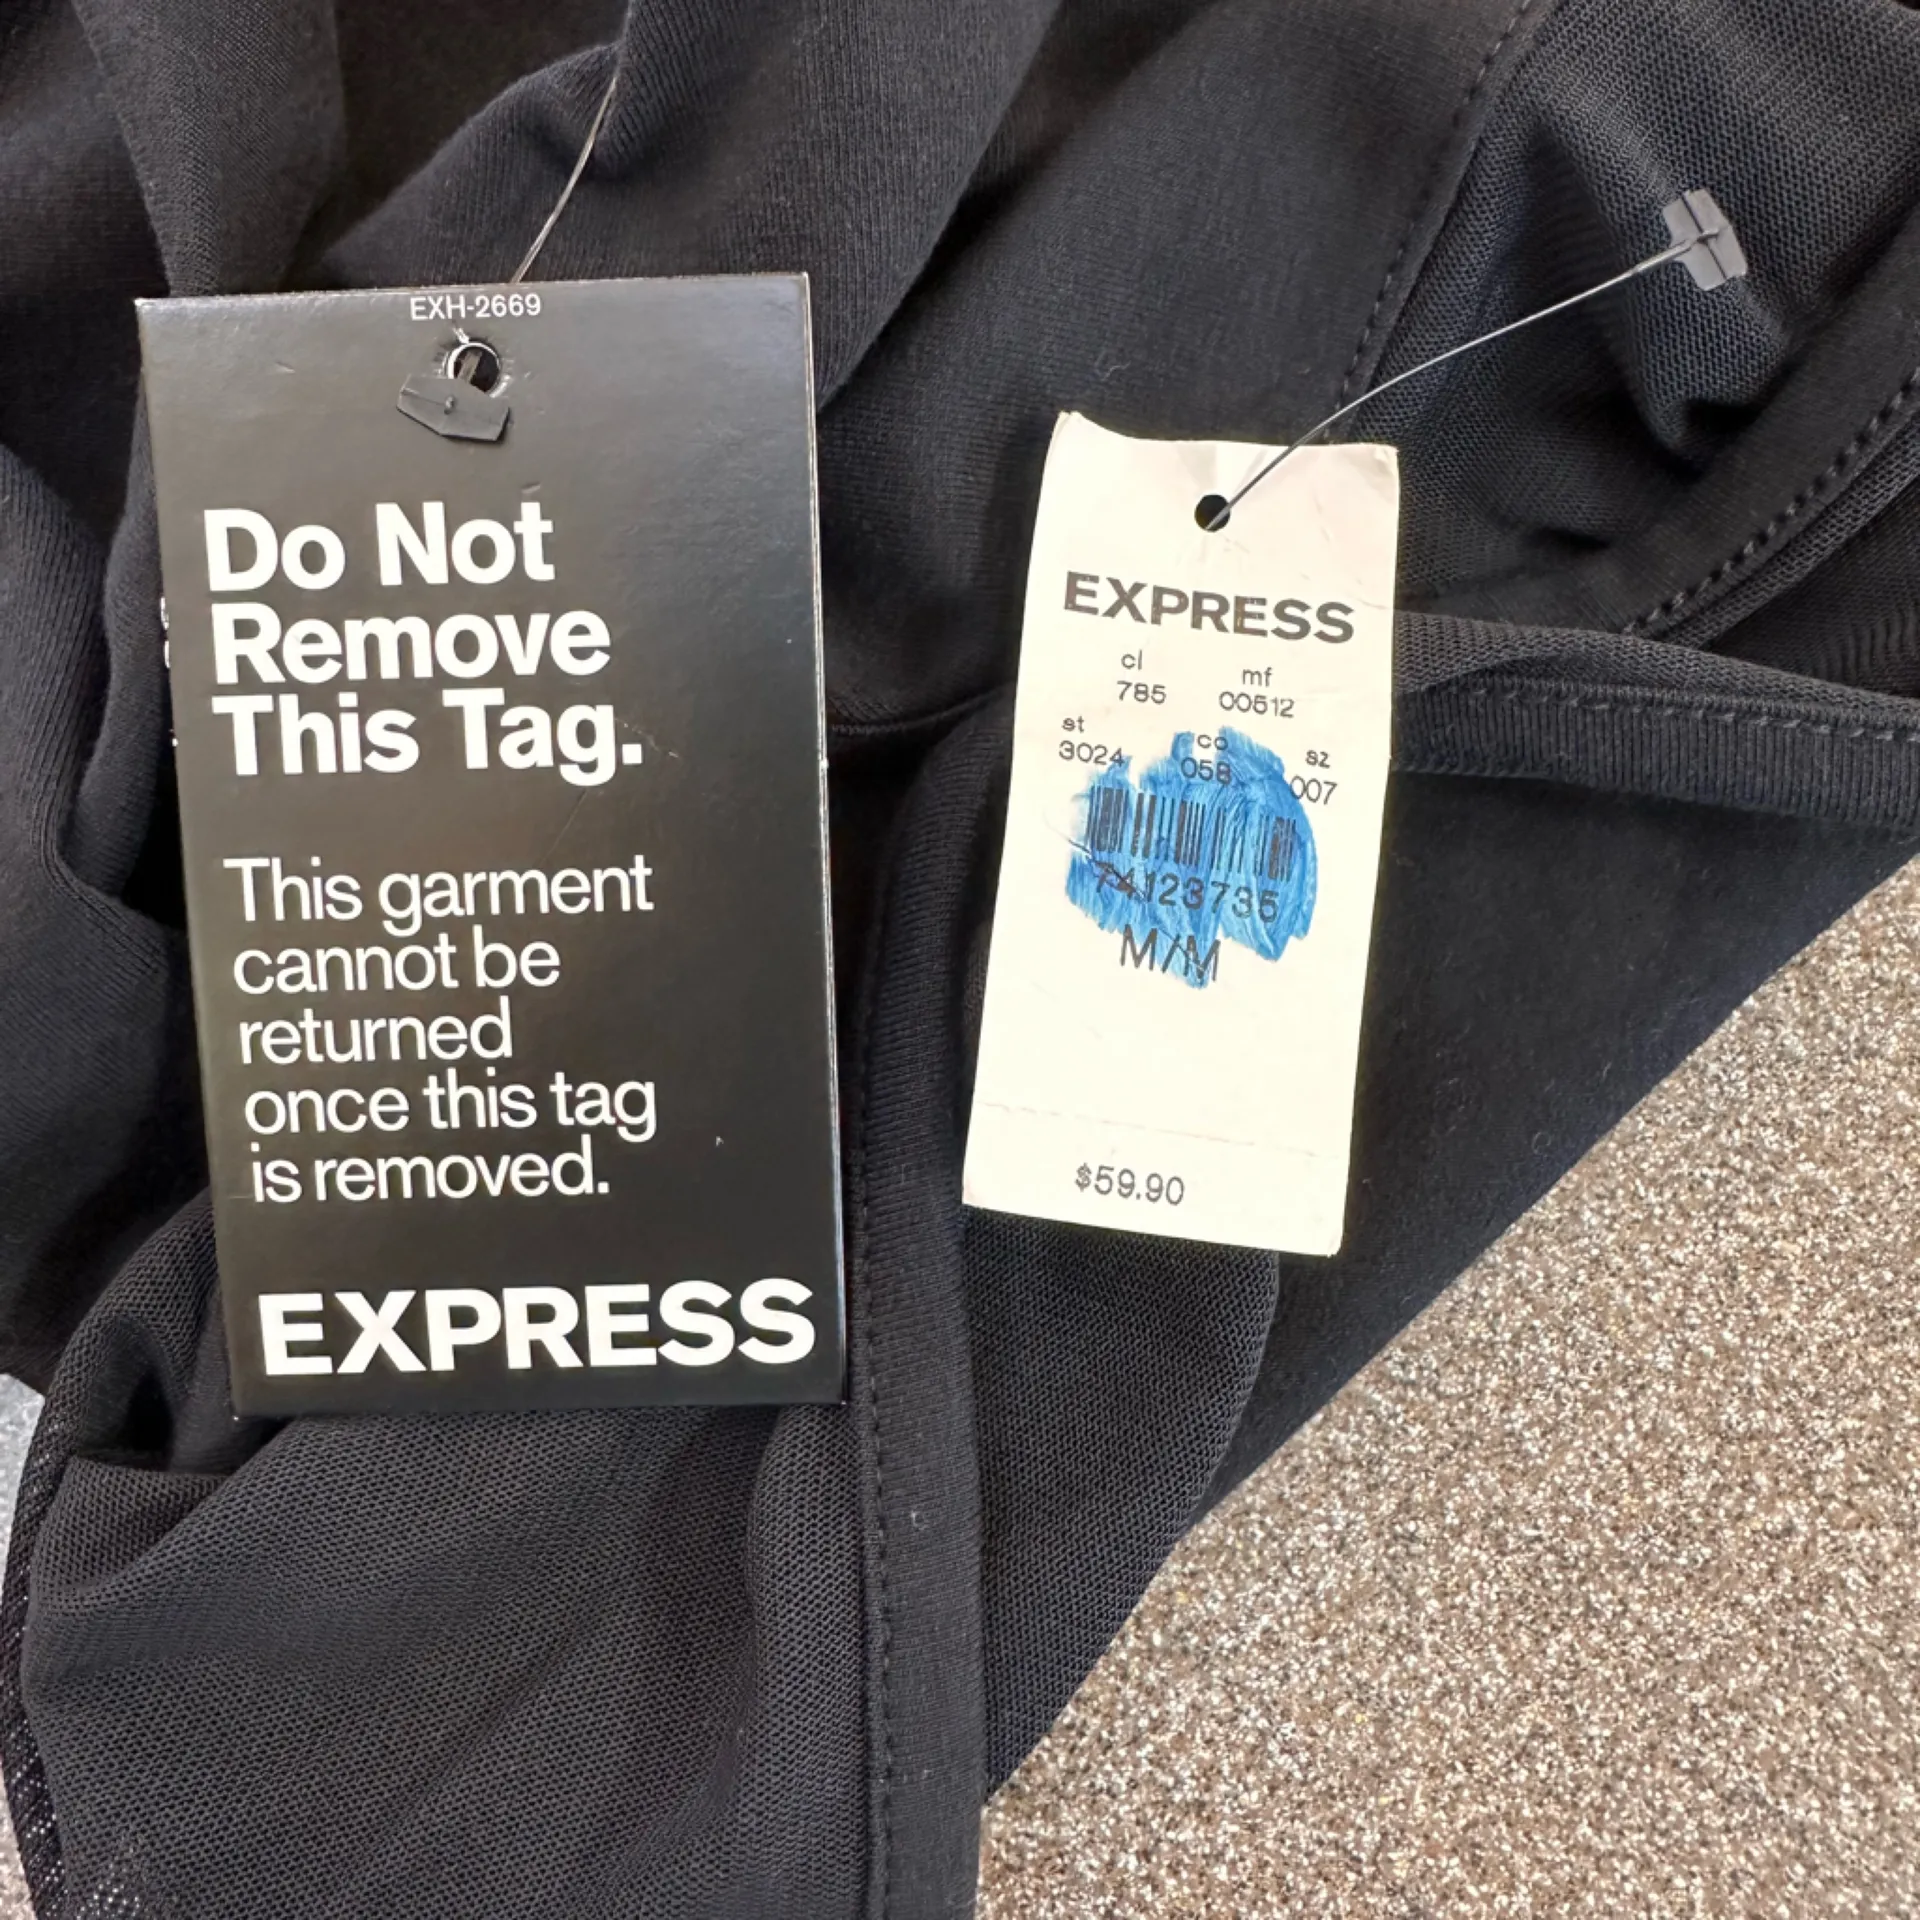 EXH-2669
Do Not
Remove
This Tag.
This garment
cannot be
returned
once this tag
is removed.
EXPRESS
EXPRESS
cl mf
785 00512
st co sz
3024 058 007
74123735
M/M
$59.90